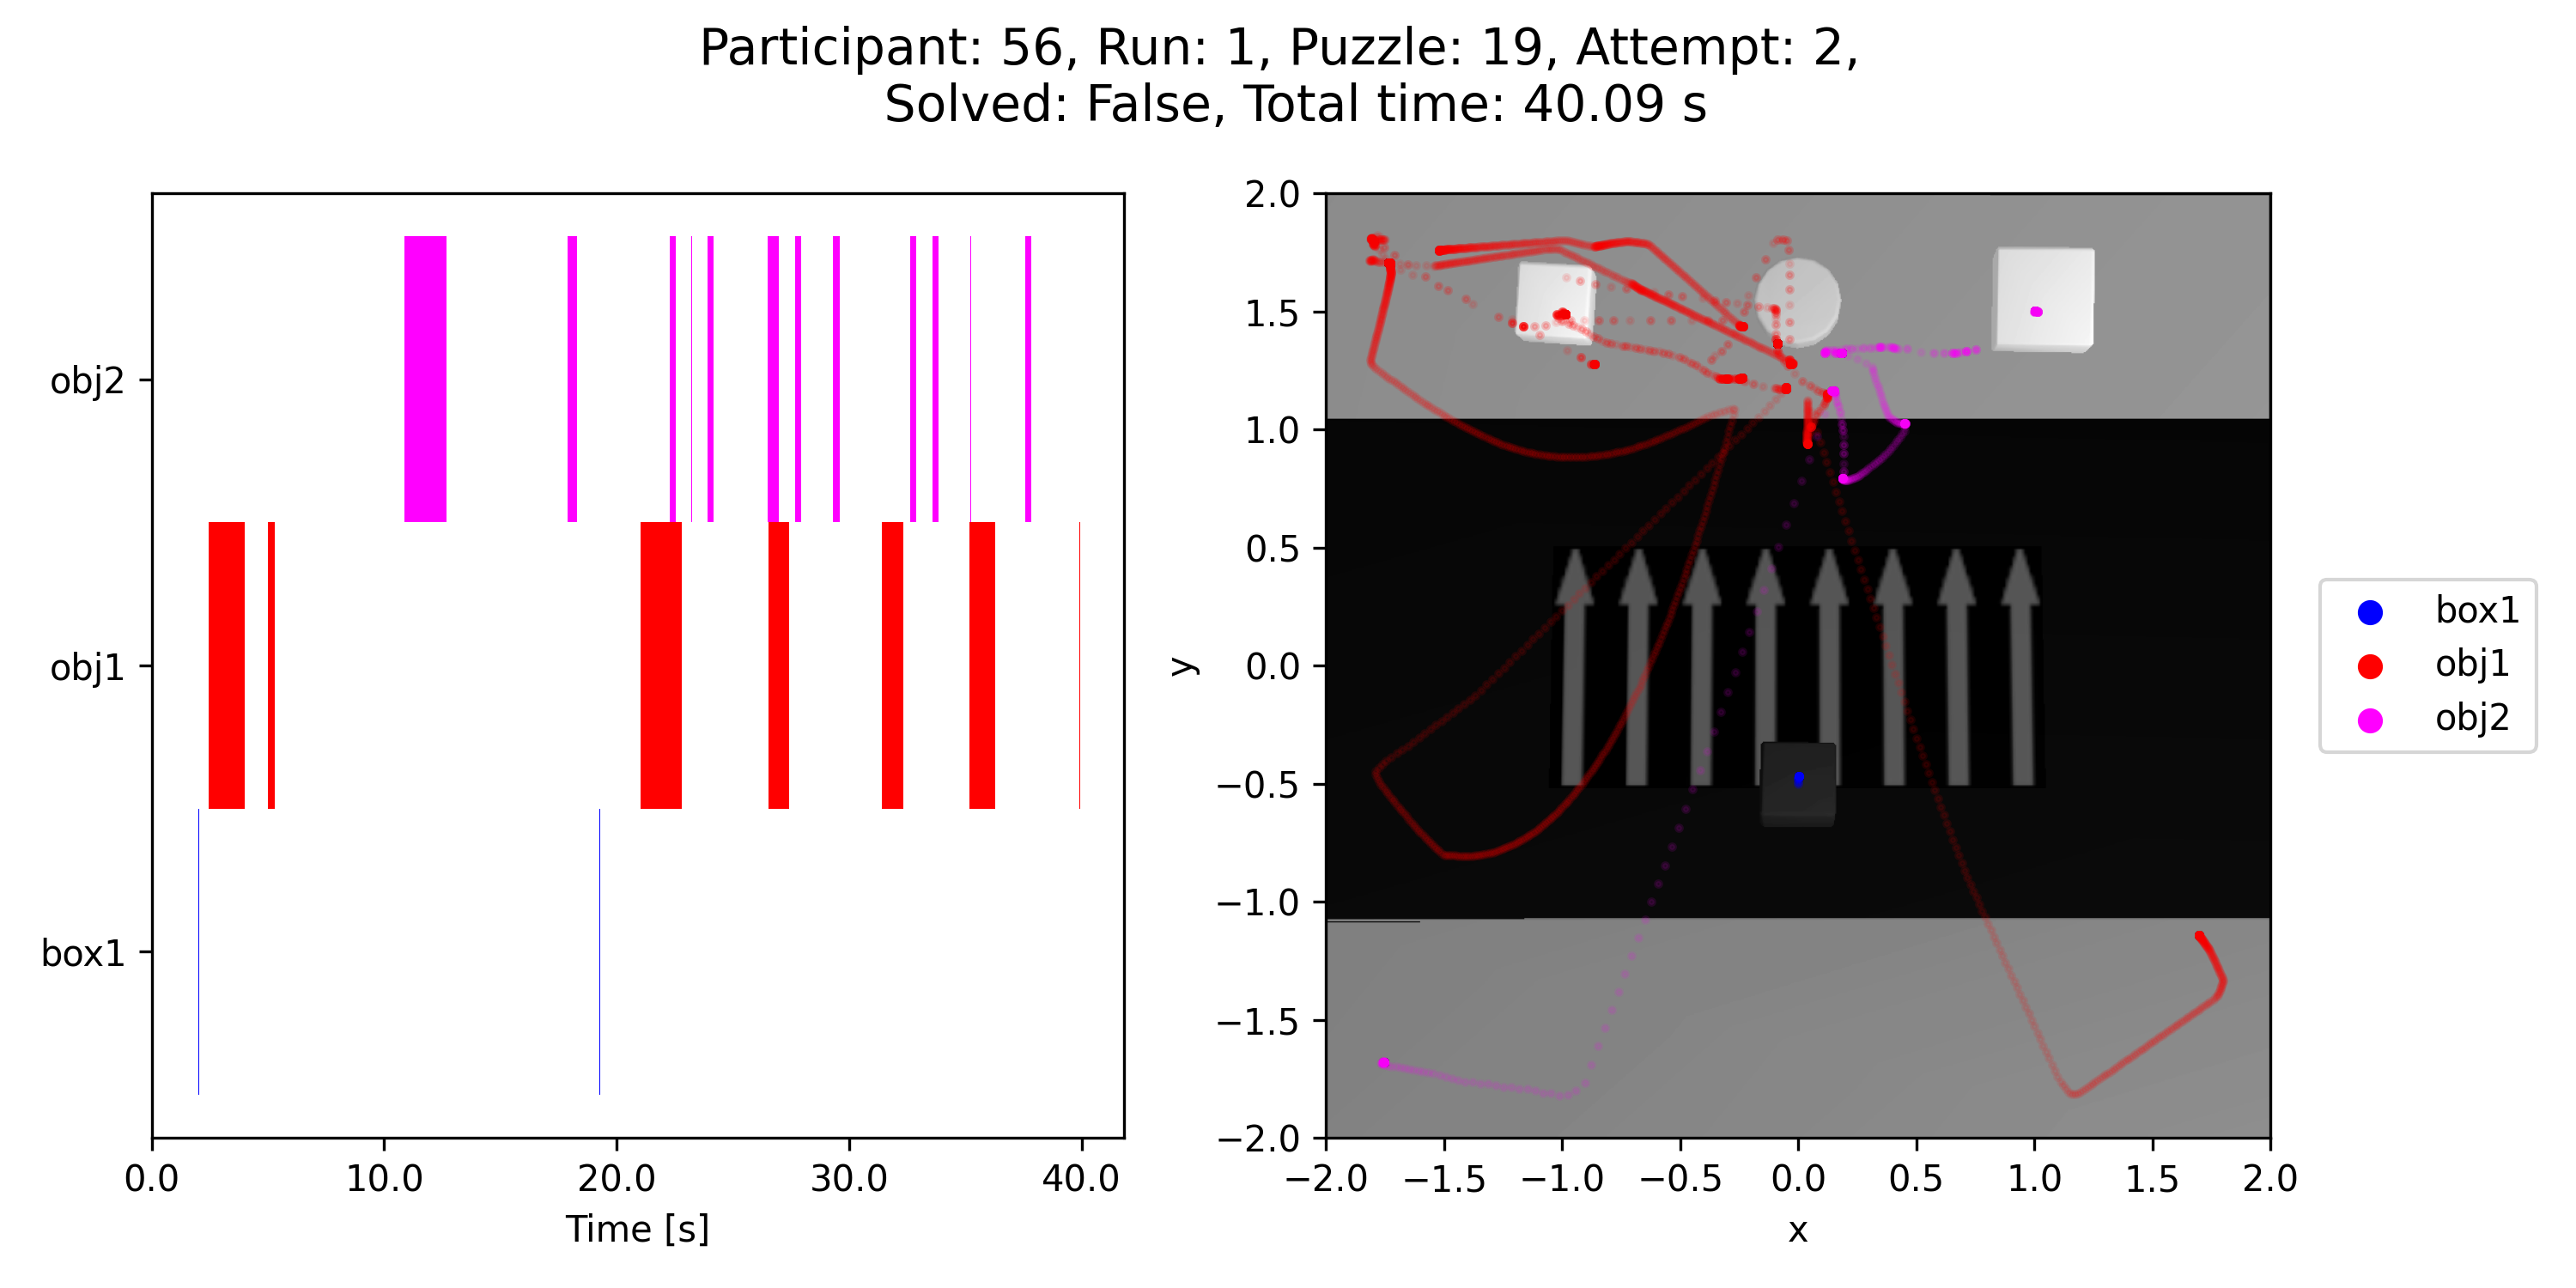 Participant: 56, Run: 1, Puzzle: 19, Attempt: 2,
Solved: False, Total time: 40.09 s
obj2
obj1
box1
0.0 10.0 20.0 30.0 40.0
Time [s]
2.0
1.5
1.0
0.5
0.0
−0.5
−1.0
−1.5
−2.0
y
−2.0 −1.5 −1.0 −0.5 0.0 0.5 1.0 1.5 2.0
x
box1
obj1
obj2